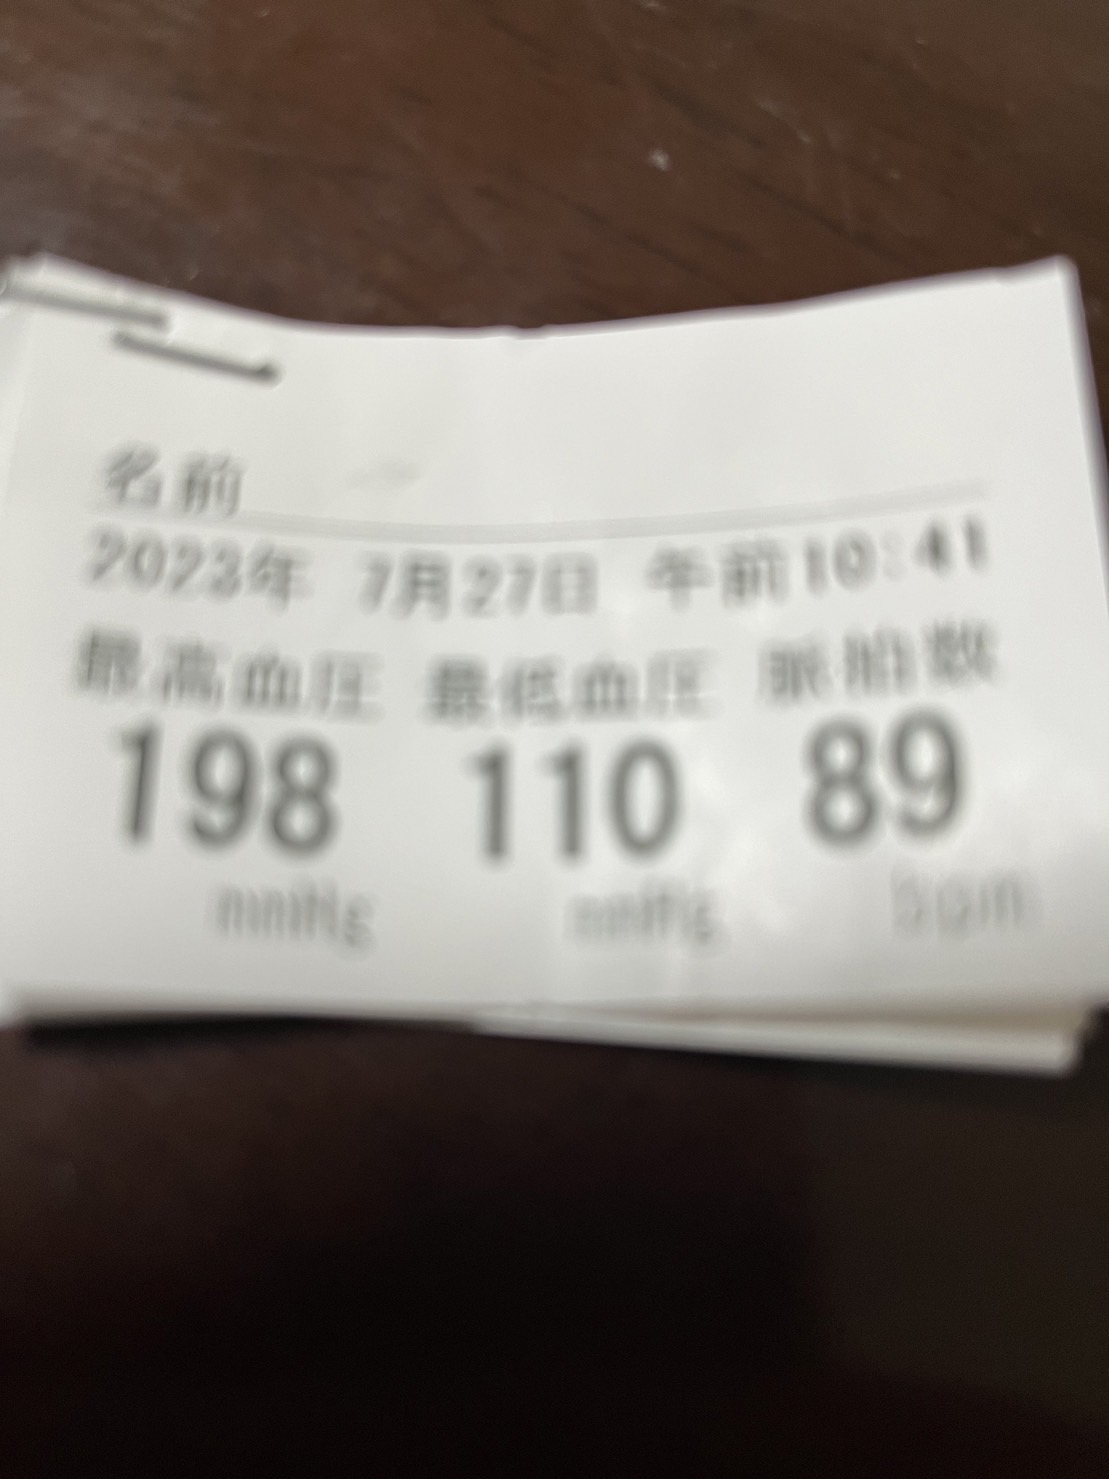 名前
2023年 7月27日 午前10:41
最高血圧 最低血圧 脈拍数
198 110 89
mmHg mmHg bpm